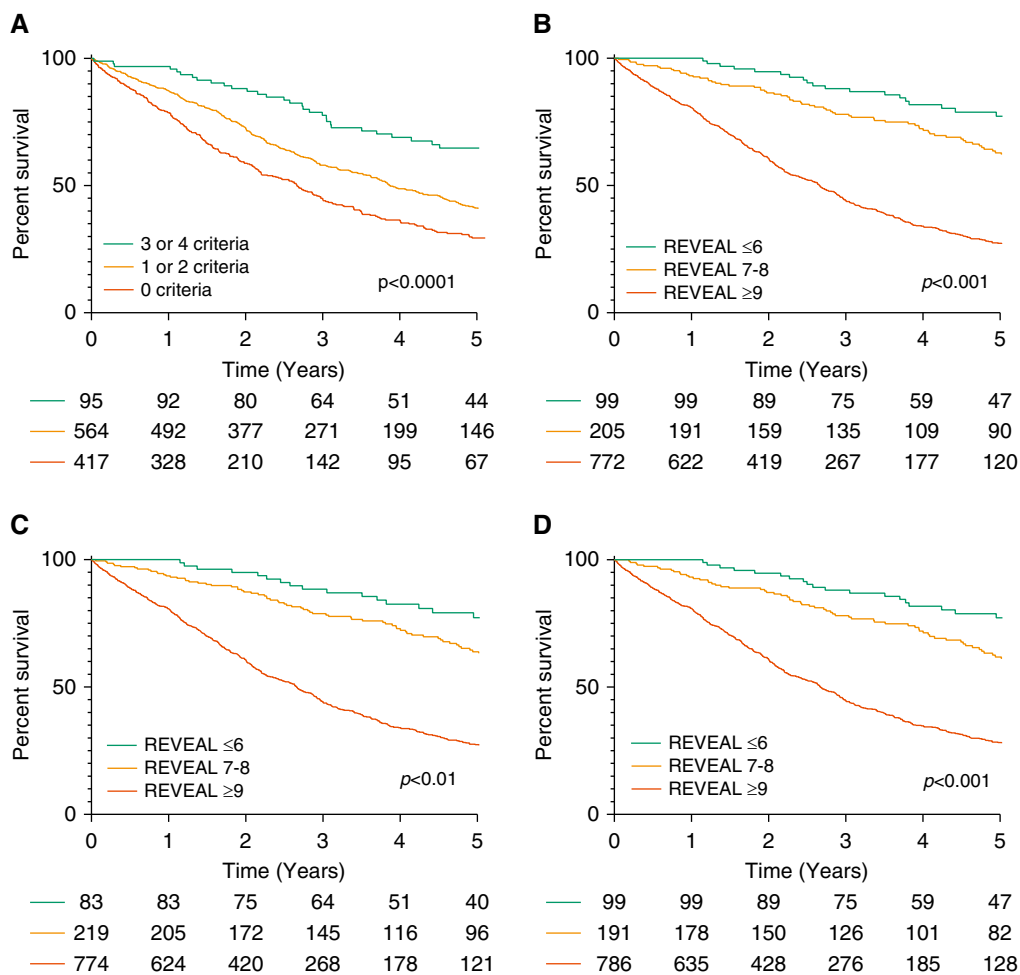 A
100
50
0
Percent survival
3 or 4 criteria
1 or 2 criteria
0 criteria
p<0.0001
0 1 2 3 4 5
Time (Years)
95 92 80 64 51 44
564 492 377 271 199 146
417 328 210 142 95 67
B
100
50
0
Percent survival
REVEAL ≤6
REVEAL 7-8
REVEAL ≥9
p<0.001
0 1 2 3 4 5
Time (Years)
99 99 89 75 59 47
205 191 159 135 109 90
772 622 419 267 177 120
C
100
50
0
Percent survival
REVEAL ≤6
REVEAL 7-8
REVEAL ≥9
p<0.01
0 1 2 3 4 5
Time (Years)
83 83 75 64 51 40
219 205 172 145 116 96
774 624 420 268 178 121
D
100
50
0
Percent survival
REVEAL ≤6
REVEAL 7-8
REVEAL ≥9
p<0.001
0 1 2 3 4 5
Time (Years)
99 99 89 75 59 47
191 178 150 126 101 82
786 635 428 276 185 128